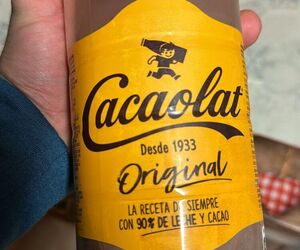 Cacaolat
Desde 1933
Original
LA RECETA DE SIEMPRE
CON 90% DE LECHE Y CACAO